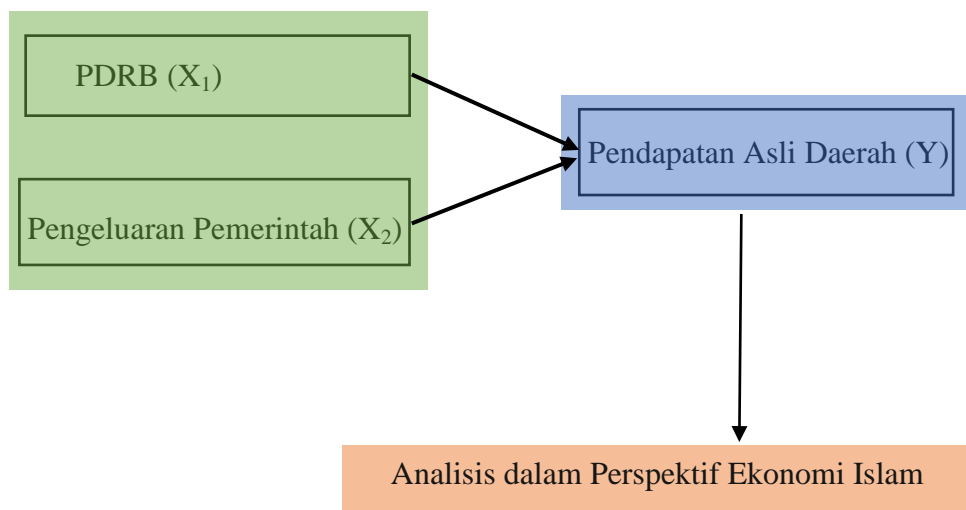 PDRB (X₁)
Pendapatan Asli Daerah (Y)
Pengeluaran Pemerintah (X₂)
Analisis dalam Perspektif Ekonomi Islam